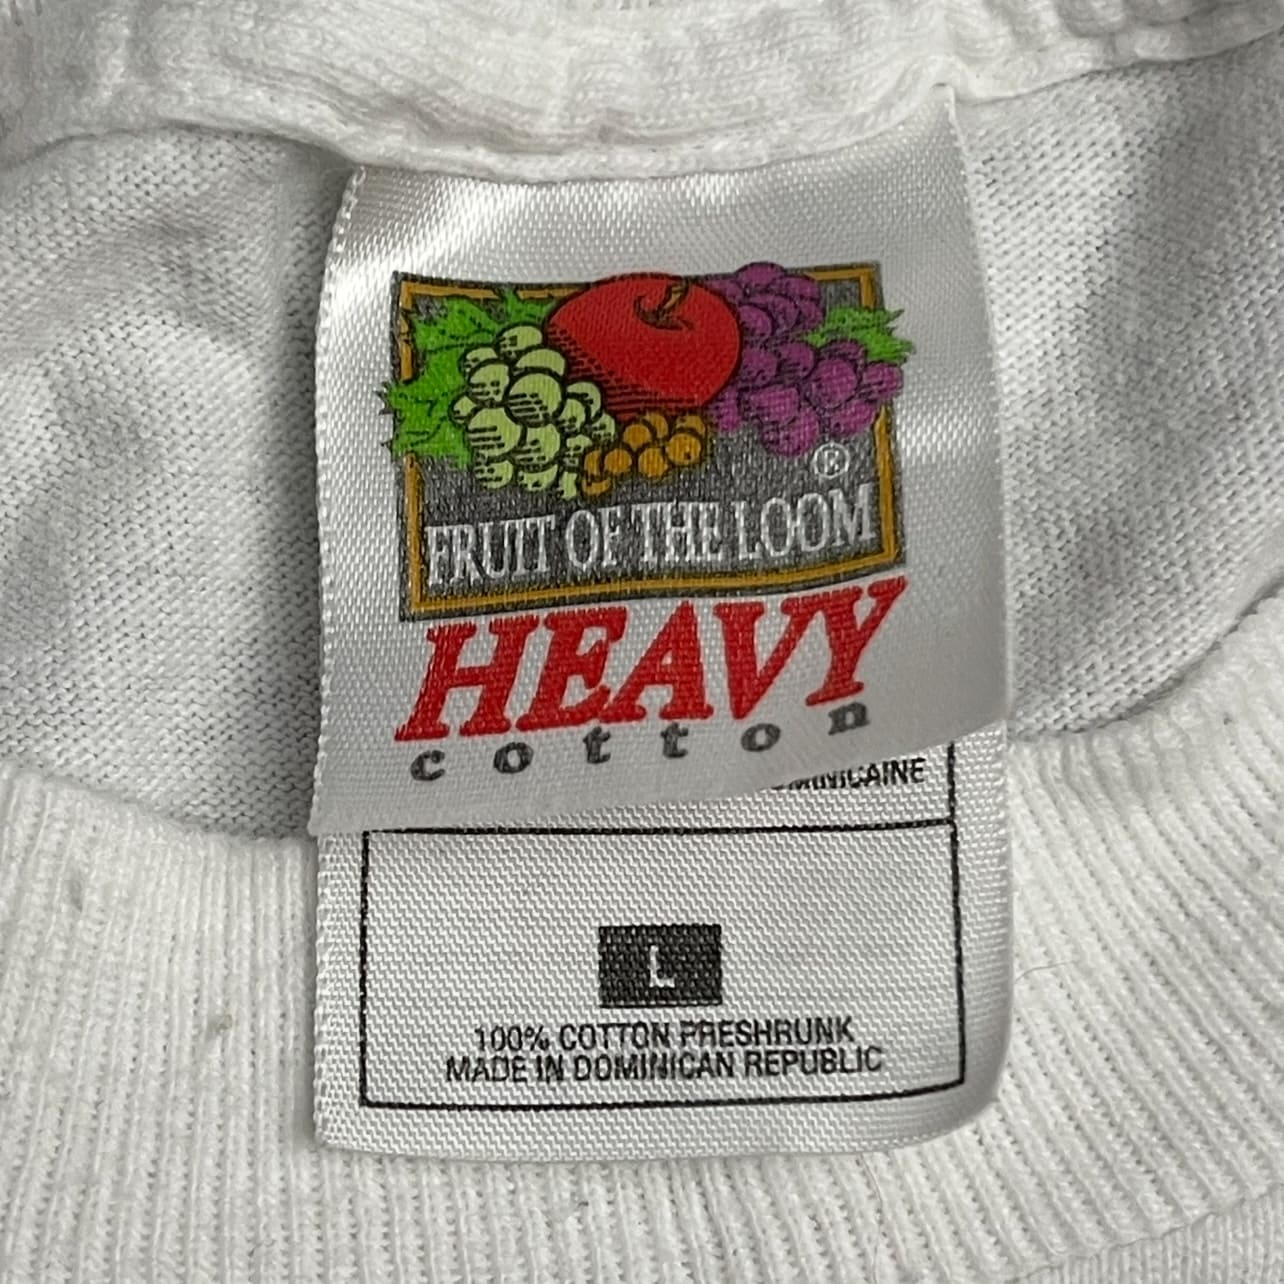 ®
FRUIT OF THE LOOM
HEAVY
cotton
L
100% COTTON PRESHRUNK
MADE IN DOMINICAN REPUBLIC